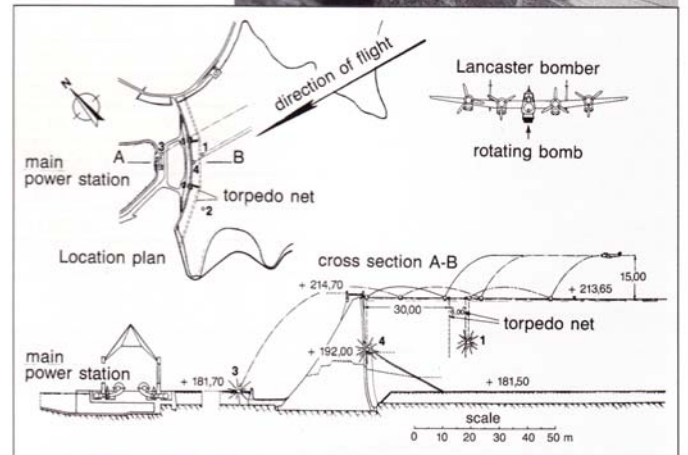 N
direction of flight
Lancaster bomber
rotating bomb
main
power station
A
3
1
4
B
torpedo net
°2
Location plan
cross section A-B
15,00
+ 214,70
+ 213,65
30,00
torpedo net
4
1
+ 192,00
main
power station
3
+ 181,70
+ 181,50
scale
0 10 20 30 40 50 m